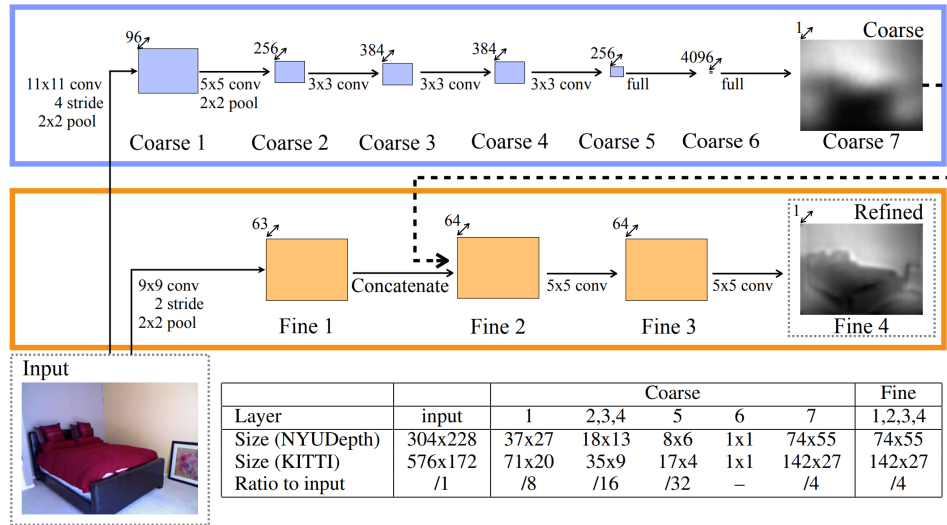 96
256
384
384
256
4096
1
Coarse
11x11 conv
4 stride
2x2 pool
5x5 conv
2x2 pool
3x3 conv
3x3 conv
3x3 conv
full
full
Coarse 1
Coarse 2
Coarse 3
Coarse 4
Coarse 5
Coarse 6
Coarse 7
63
64
64
1
Refined
9x9 conv
2 stride
2x2 pool
Concatenate
5x5 conv
5x5 conv
Fine 1
Fine 2
Fine 3
Fine 4
Input
Coarse Fine
Layer input 1 2,3,4 5 6 7 1,2,3,4
Size (NYUDepth) 304x228 37x27 18x13 8x6 1x1 74x55 74x55
Size (KITTI) 576x172 71x20 35x9 17x4 1x1 142x27 142x27
Ratio to input /1 /8 /16 /32 – /4 /4